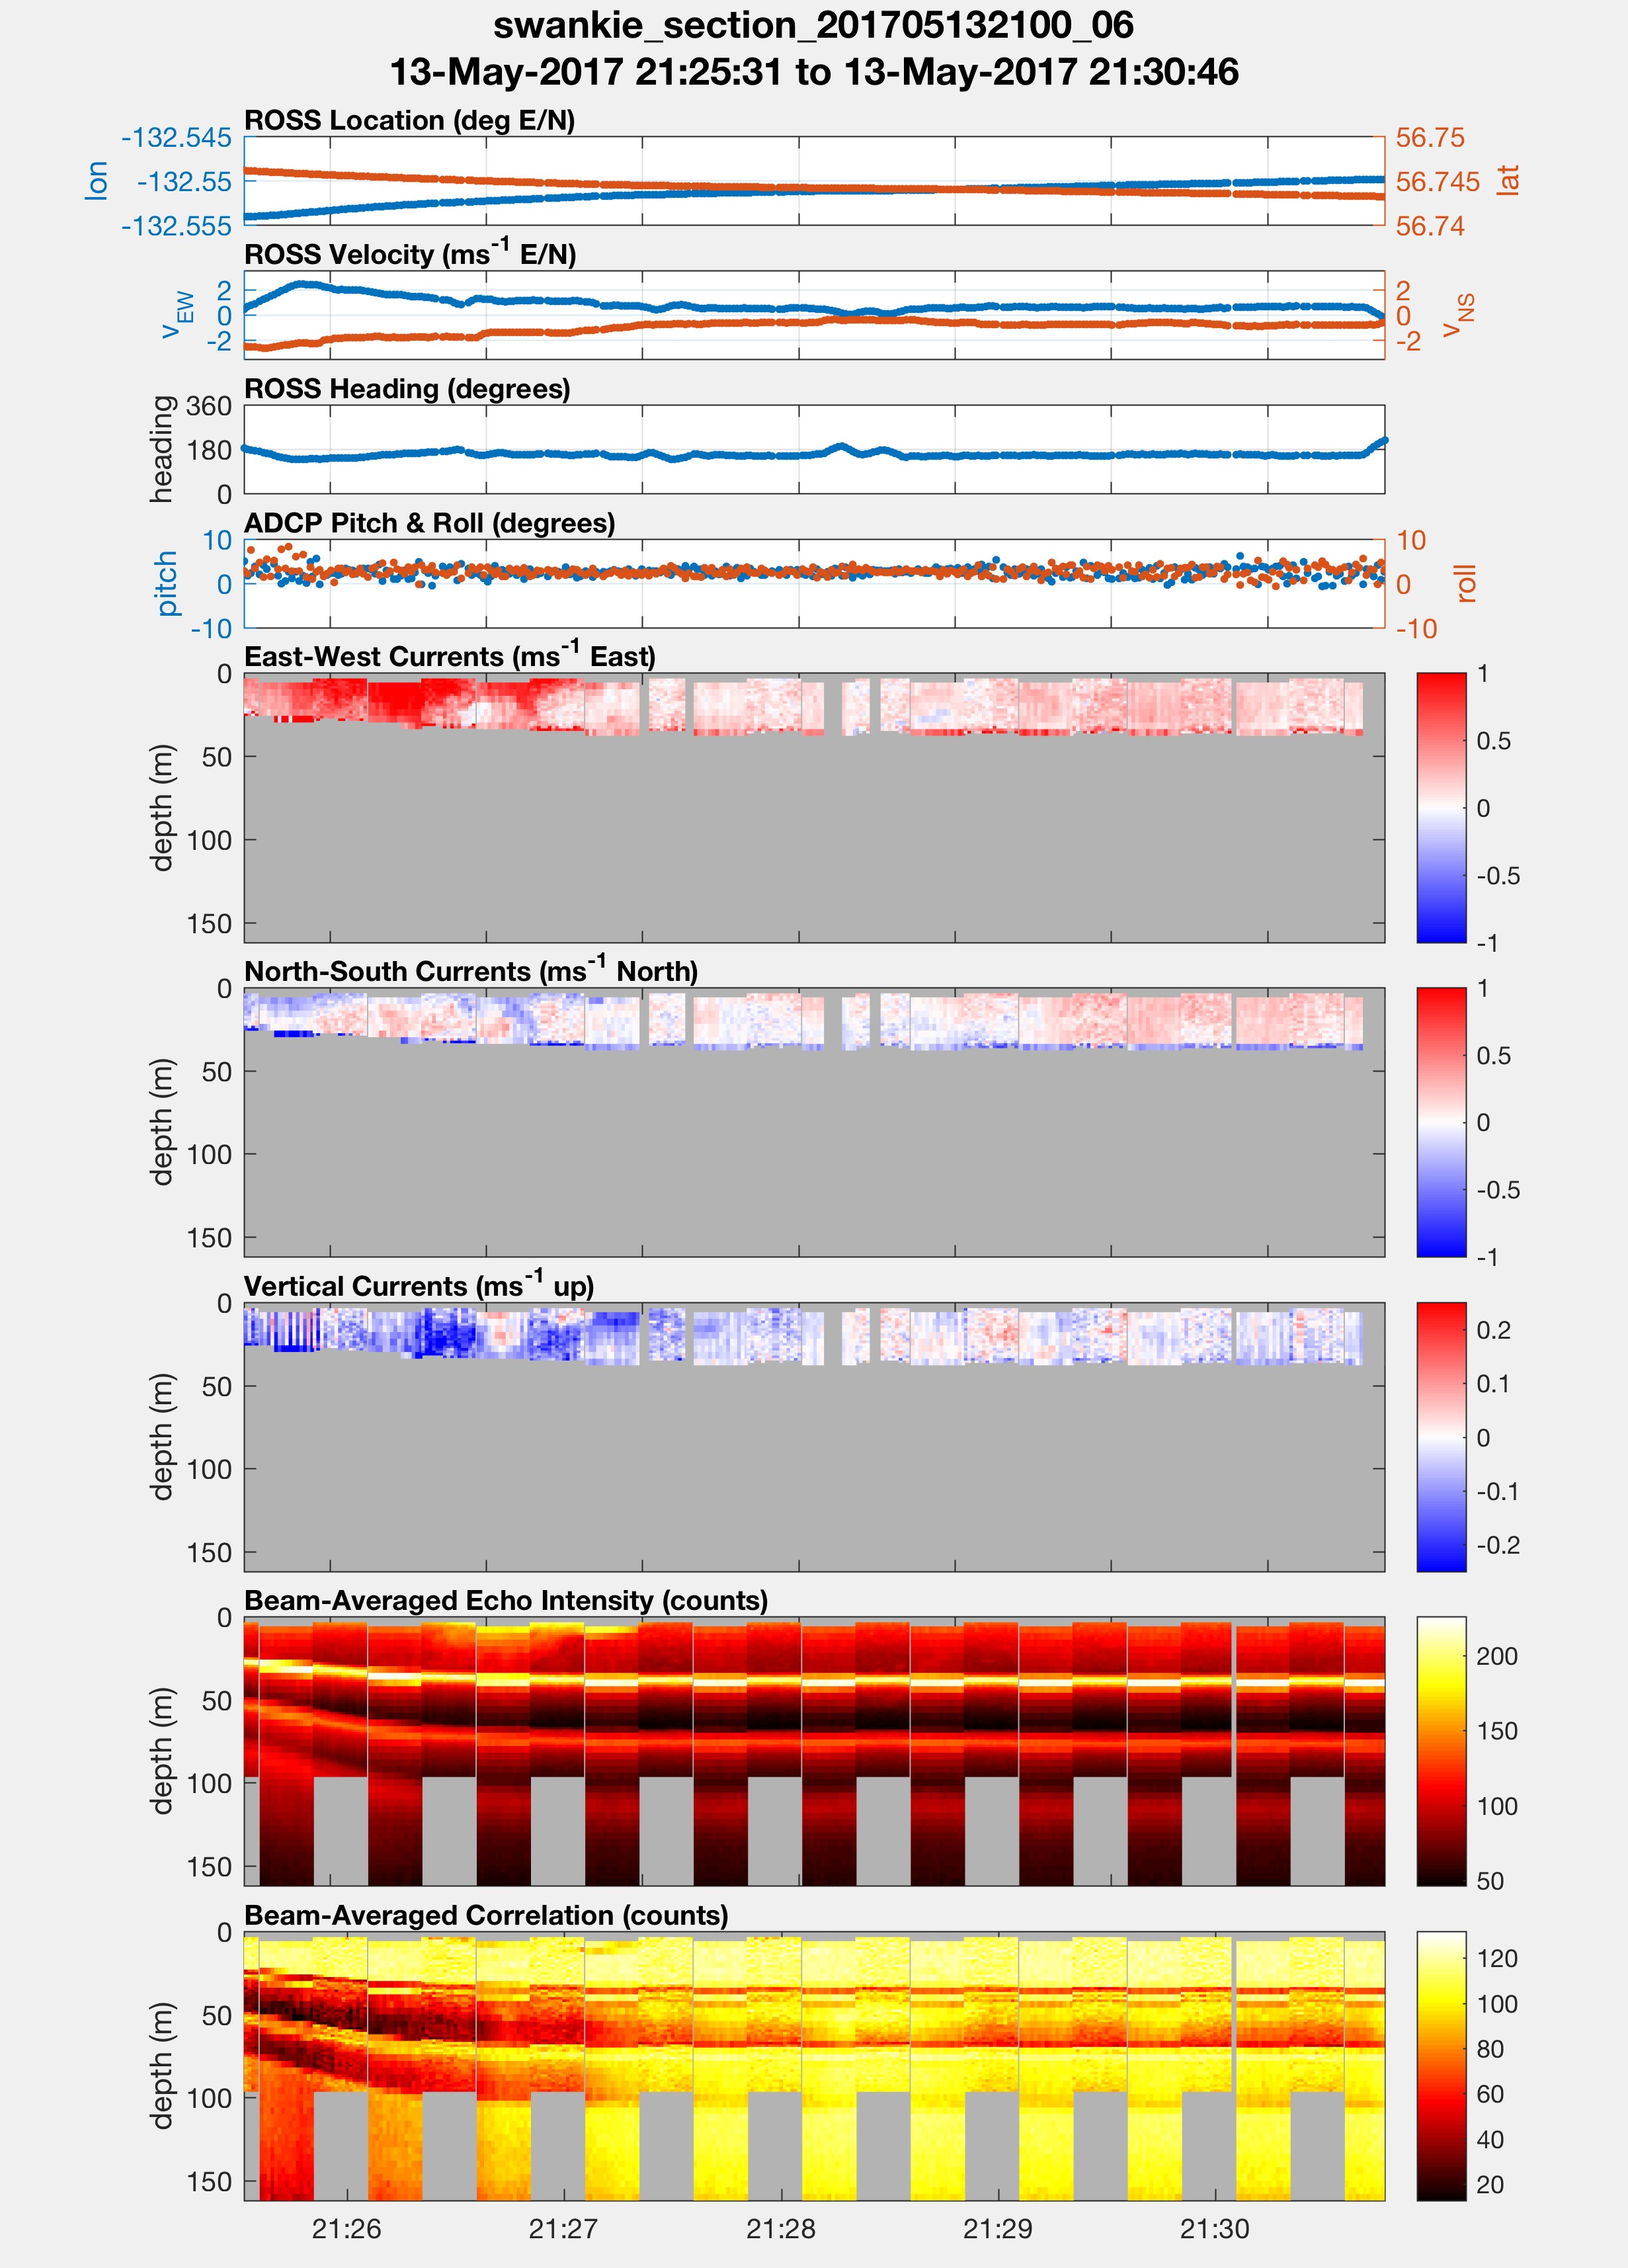 swankie_section_201705132100_06
13-May-2017 21:25:31 to 13-May-2017 21:30:46
ROSS Location (deg E/N)
-132.545
-132.55
-132.555
lon
56.75
56.745
56.74
lat
ROSS Velocity (ms-1 E/N)
2
0
-2
vEW
2
0
-2
vNS
ROSS Heading (degrees)
360
180
0
heading
ADCP Pitch & Roll (degrees)
10
0
-10
pitch
10
0
-10
roll
East-West Currents (ms-1 East)
0
50
100
150
depth (m)
1
0.5
0
-0.5
-1
North-South Currents (ms-1 North)
0
50
100
150
depth (m)
1
0.5
0
-0.5
-1
Vertical Currents (ms-1 up)
0
50
100
150
depth (m)
0.2
0.1
0
-0.1
-0.2
Beam-Averaged Echo Intensity (counts)
0
50
100
150
depth (m)
200
150
100
50
Beam-Averaged Correlation (counts)
0
50
100
150
depth (m)
120
100
80
60
40
20
21:26 21:27 21:28 21:29 21:30